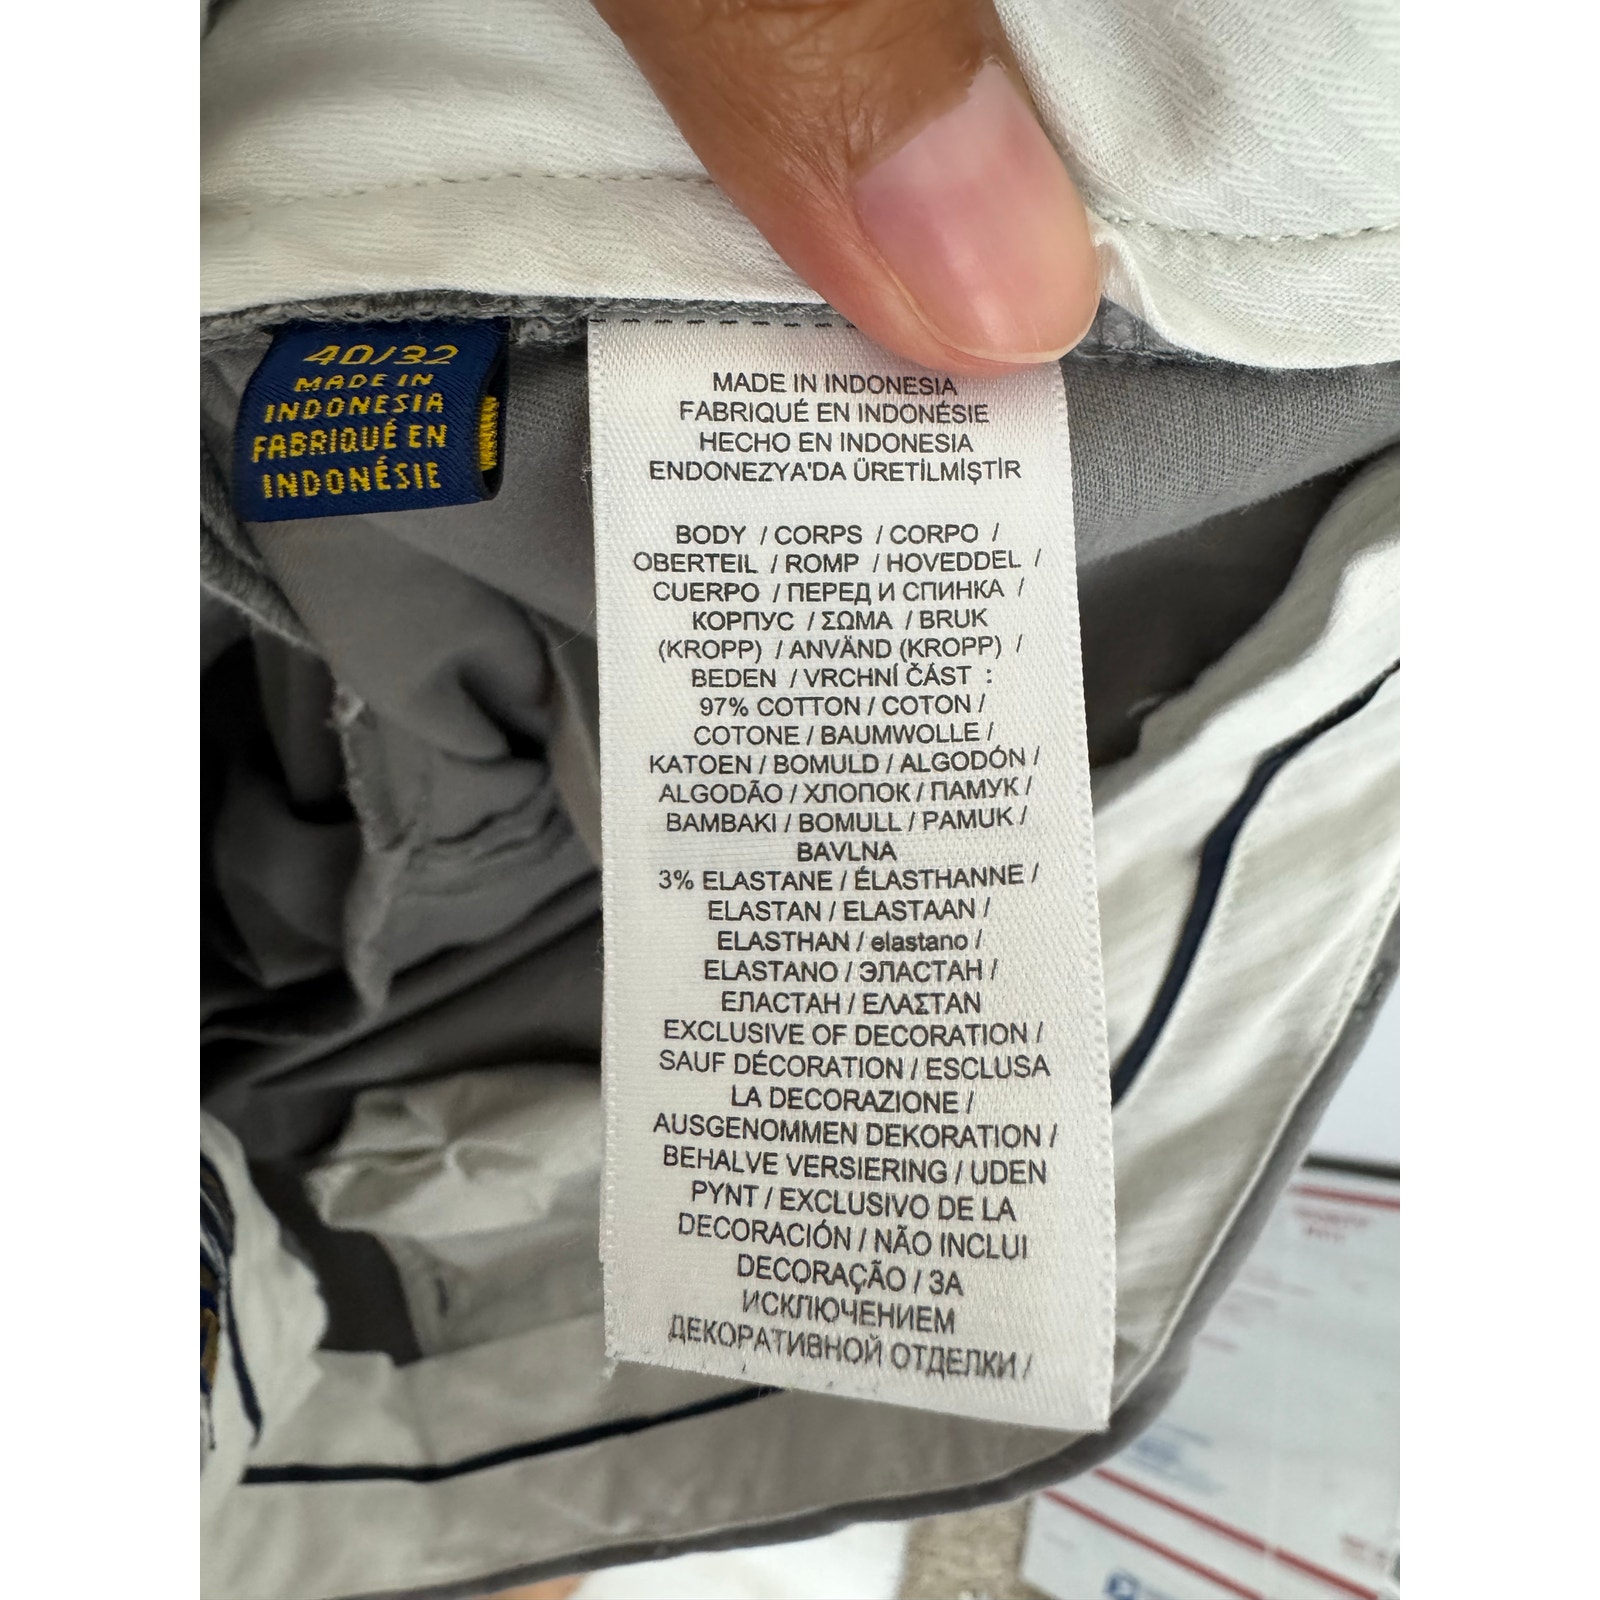 40/32
MADE IN
INDONESIA
FABRIQUÉ EN
INDONÉSIE
MADE IN INDONESIA
FABRIQUÉ EN INDONÉSIE
HECHO EN INDONESIA
ENDONEZYA'DA ÜRETİLMİŞTİR
BODY / CORPS / CORPO /
OBERTEIL / ROMP / HOVEDDEL /
CUERPO / ПЕРЕД И СПИНКА /
КОРПУС / ΣΩΜΑ / BRUK
(KROPP) / ANVÄND (KROPP) /
BEDEN / VRCHNÍ ČÁST :
97% COTTON / COTON /
COTONE / BAUMWOLLE /
KATOEN / BOMULD / ALGODÓN /
ALGODÃO / ХЛОПОК / ПАМУК /
BAMBAKI / BOMULL / PAMUK /
BAVLNA
3% ELASTANE / ÉLASTHANNE /
ELASTAN / ELASTAAN /
ELASTHAN / elastano /
ELASTANO / ЭЛАСТАН /
ЕЛАСТАН / ΕΛΑΣΤΑΝ
EXCLUSIVE OF DECORATION /
SAUF DÉCORATION / ESCLUSA
LA DECORAZIONE /
AUSGENOMMEN DEKORATION /
BEHALVE VERSIERING / UDEN
PYNT / EXCLUSIVO DE LA
DECORACIÓN / NÃO INCLUI
DECORAÇÃO / ЗА
ИСКЛЮЧЕНИЕМ
ДЕКОРАТИВНОЙ ОТДЕЛКИ /